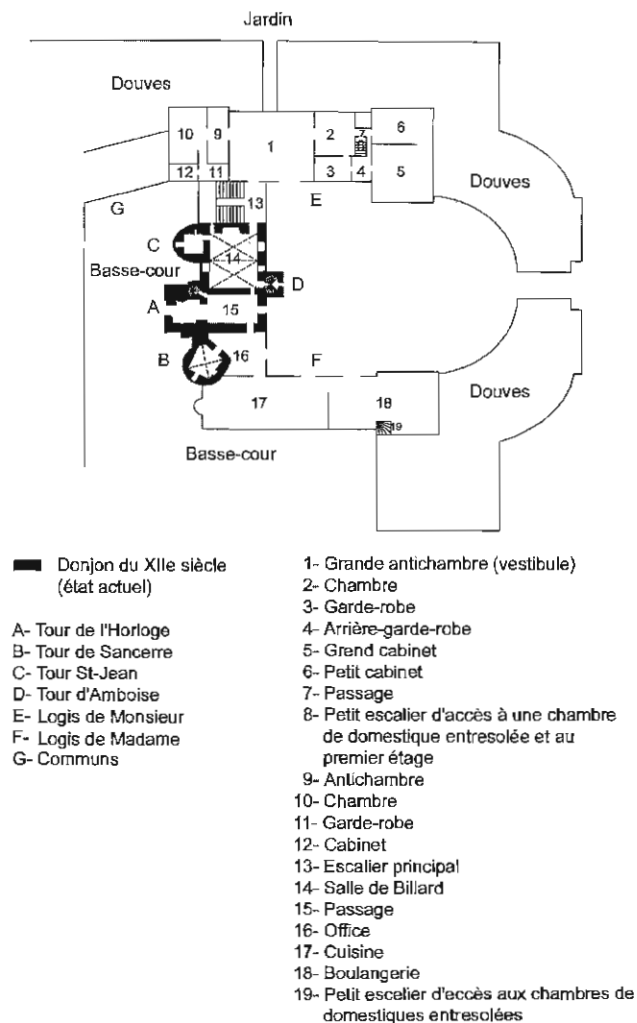 Jardin
Douves
10
9
1
2
7
8
6
12
11
3
4
5
Douves
G
13
E
C
14
Basse-cour
D
A
15
B
16
F
Douves
17
18
19
Basse-cour
Donjon du XIIe siècle
(état actuel)
A- Tour de l'Horloge
B- Tour de Sancerre
C- Tour St-Jean
D- Tour d'Amboise
E- Logis de Monsieur
F- Logis de Madame
G- Communs
1- Grande antichambre (vestibule)
2- Chambre
3- Garde-robe
4- Arrière-garde-robe
5- Grand cabinet
6- Petit cabinet
7- Passage
8- Petit escalier d'accès à une chambre
de domestique entresolée et au
premier étage
9- Antichambre
10- Chambre
11- Garde-robe
12- Cabinet
13- Escalier principal
14- Salle de Billard
15- Passage
16- Office
17- Cuisine
18- Boulangerie
19- Petit escalier d'accès aux chambres de
domestiques entresolées